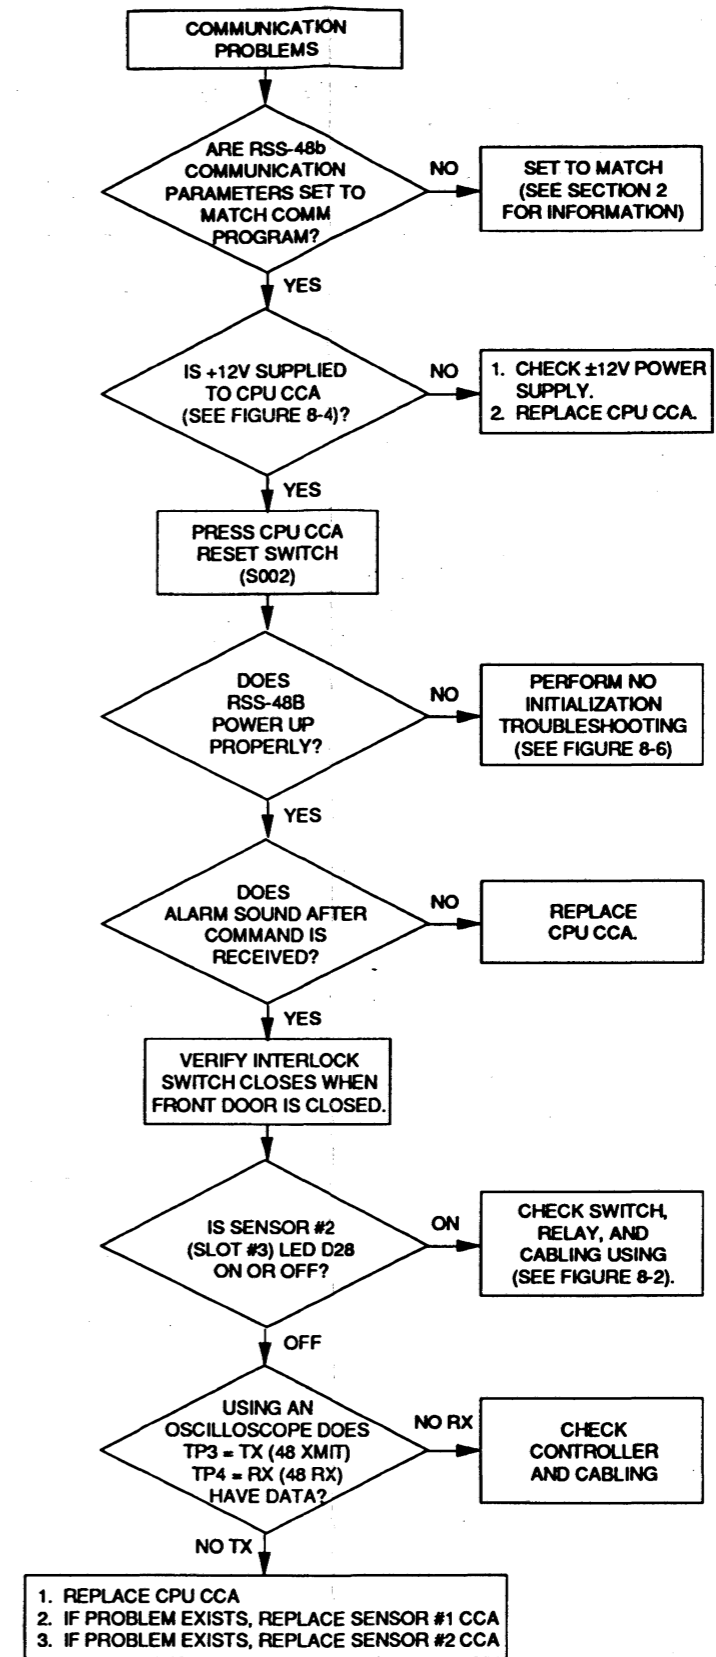 COMMUNICATION
PROBLEMS
ARE RSS-48b
COMMUNICATION
PARAMETERS SET TO
MATCH COMM
PROGRAM?
NO
SET TO MATCH
(SEE SECTION 2
FOR INFORMATION)
YES
IS +12V SUPPLIED
TO CPU CCA
(SEE FIGURE 8-4)?
NO
1. CHECK ±12V POWER
SUPPLY.
2. REPLACE CPU CCA.
YES
PRESS CPU CCA
RESET SWITCH
(S002)
DOES
RSS-48B
POWER UP
PROPERLY?
NO
PERFORM NO
INITIALIZATION
TROUBLESHOOTING
(SEE FIGURE 8-6)
YES
DOES
ALARM SOUND AFTER
COMMAND IS
RECEIVED?
NO
REPLACE
CPU CCA.
YES
VERIFY INTERLOCK
SWITCH CLOSES WHEN
FRONT DOOR IS CLOSED.
IS SENSOR #2
(SLOT #3) LED D28
ON OR OFF?
ON
CHECK SWITCH,
RELAY, AND
CABLING USING
(SEE FIGURE 8-2).
OFF
USING AN
OSCILLOSCOPE DOES
TP3 = TX (48 XMIT)
TP4 = RX (48 RX)
HAVE DATA?
NO RX
CHECK
CONTROLLER
AND CABLING
NO TX
1. REPLACE CPU CCA
2. IF PROBLEM EXISTS, REPLACE SENSOR #1 CCA
3. IF PROBLEM EXISTS, REPLACE SENSOR #2 CCA